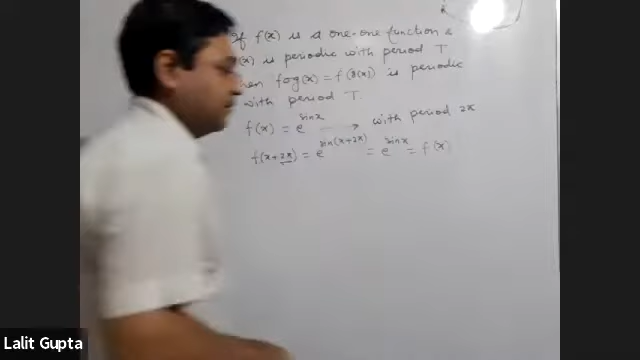 If f(x) is a one-one function &
(x) is periodic with period T
hen fog(x) = f(g(x)) is periodic
with period T.
f(x) = e^{sinx} → with period 2π
f(x+2π) = e^{sin(x+2π)} = e^{sinx} = f(x)
Lalit Gupta